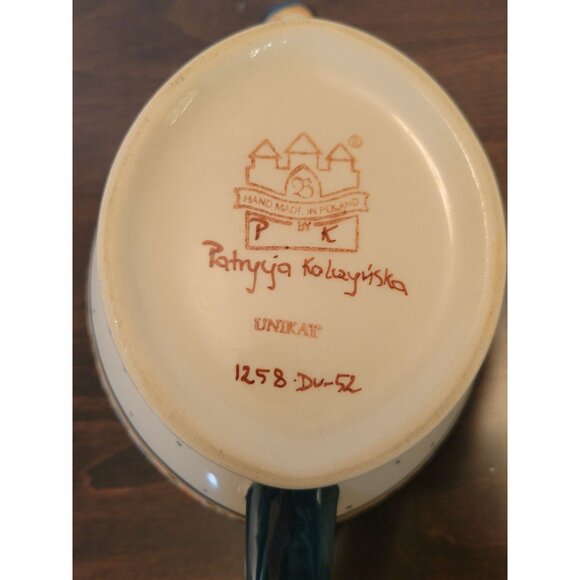 ®
B
HAND MADE IN POLAND
BY
P K
Patrycja Kolczyńska
UNIKAT
1258·DU-52